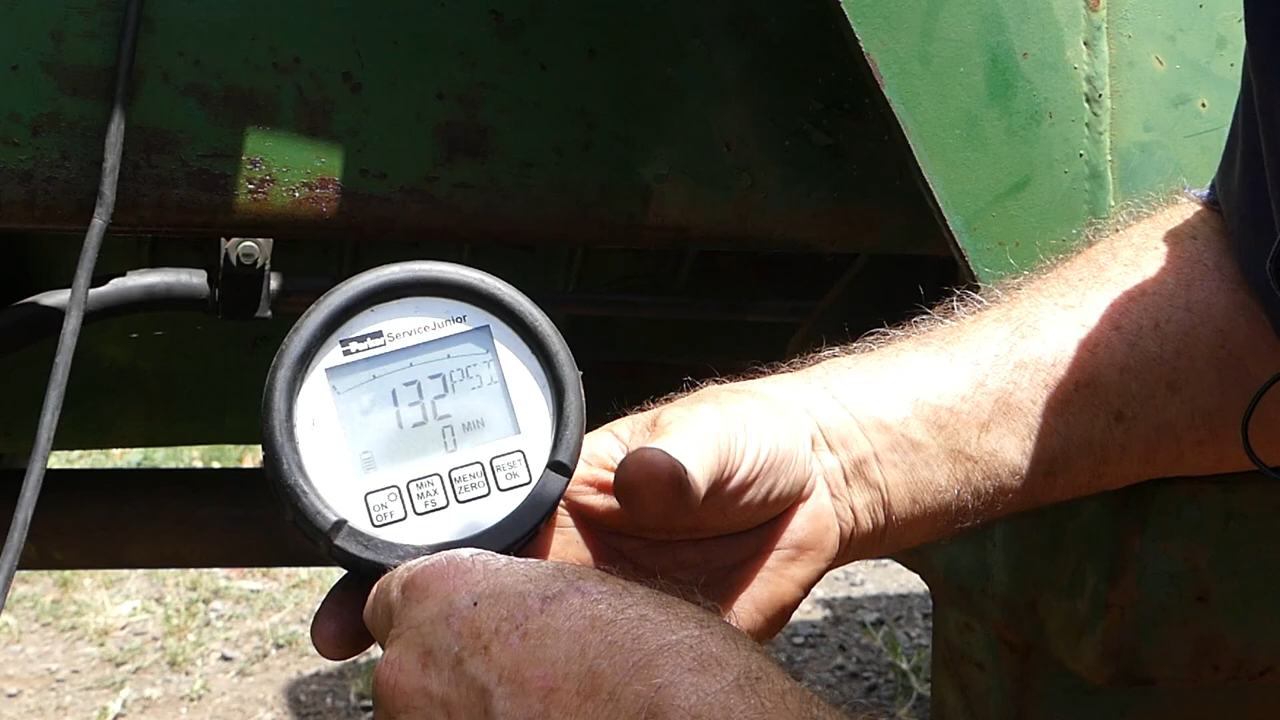 Parker ServiceJunior
132 PSI
0 MIN
ON OFF
MIN MAX FS
MENU ZERO
RESET OK